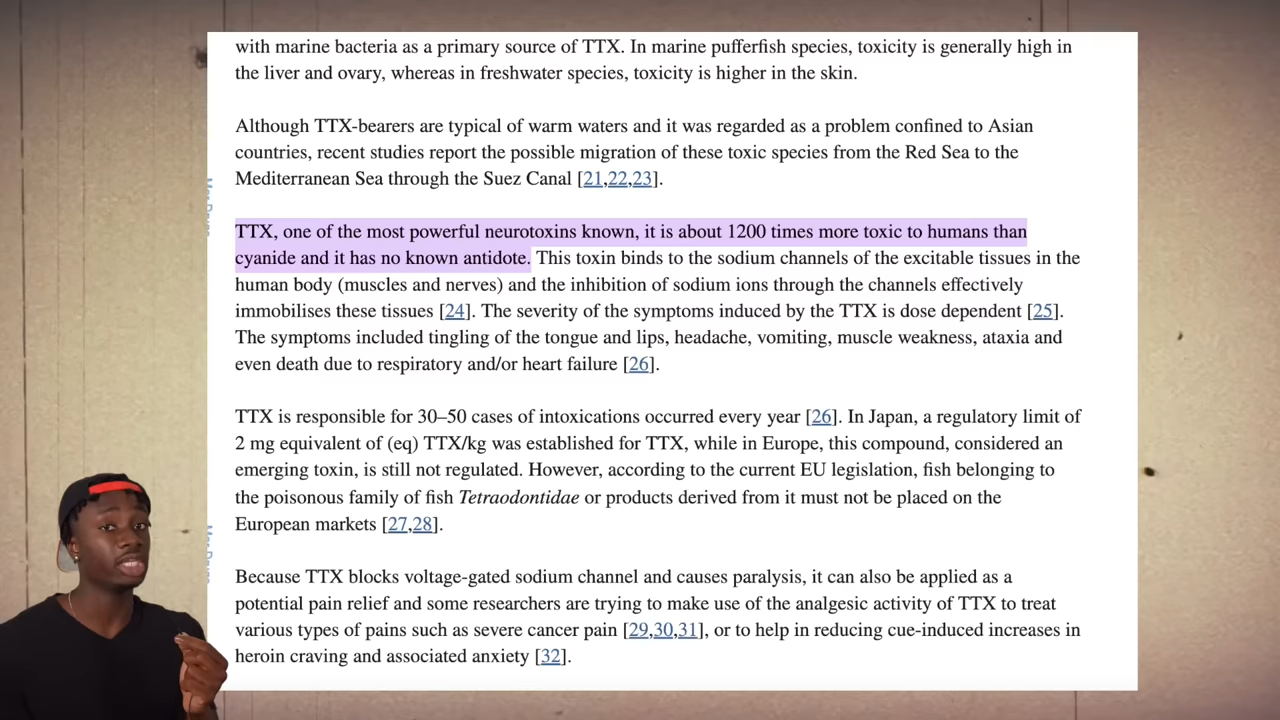 with marine bacteria as a primary source of TTX. In marine pufferfish species, toxicity is generally high in
the liver and ovary, whereas in freshwater species, toxicity is higher in the skin.
Although TTX-bearers are typical of warm waters and it was regarded as a problem confined to Asian
countries, recent studies report the possible migration of these toxic species from the Red Sea to the
Mediterranean Sea through the Suez Canal [21,22,23].
TTX, one of the most powerful neurotoxins known, it is about 1200 times more toxic to humans than
cyanide and it has no known antidote. This toxin binds to the sodium channels of the excitable tissues in the
human body (muscles and nerves) and the inhibition of sodium ions through the channels effectively
immobilises these tissues [24]. The severity of the symptoms induced by the TTX is dose dependent [25].
The symptoms included tingling of the tongue and lips, headache, vomiting, muscle weakness, ataxia and
even death due to respiratory and/or heart failure [26].
TTX is responsible for 30–50 cases of intoxications occurred every year [26]. In Japan, a regulatory limit of
2 mg equivalent of (eq) TTX/kg was established for TTX, while in Europe, this compound, considered an
emerging toxin, is still not regulated. However, according to the current EU legislation, fish belonging to
the poisonous family of fish Tetraodontidae or products derived from it must not be placed on the
European markets [27,28].
Because TTX blocks voltage-gated sodium channel and causes paralysis, it can also be applied as a
potential pain relief and some researchers are trying to make use of the analgesic activity of TTX to treat
various types of pains such as severe cancer pain [29,30,31], or to help in reducing cue-induced increases in
heroin craving and associated anxiety [32].